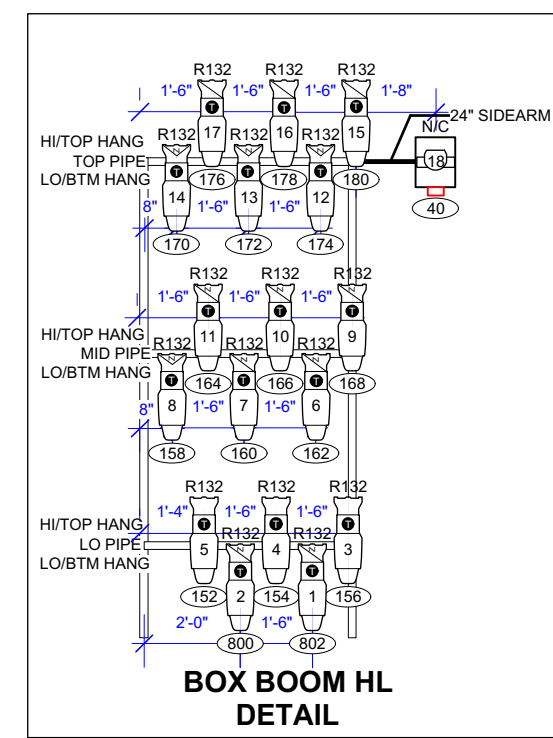 R132 R132 R132
1'-6" 1'-6" 1'-6" 1'-8"
24" SIDEARM
N/C
17 16 15
HI/TOP HANG R132 R132 R132
TOP PIPE
18
LO/BTM HANG 176 178 180
14 13 12
8" 1'-6" 1'-6" 40
170 172 174
R132 R132 R132
1'-6" 1'-6" 1'-6"
11 10 9
HI/TOP HANG
MID PIPE R132 R132 R132
LO/BTM HANG 164 166 168
8 7 6
8" 1'-6" 1'-6"
158 160 162
R132 R132 R132
1'-4" 1'-6" 1'-6"
HI/TOP HANG
R132 R132
LO PIPE 5 4 3
LO/BTM HANG
152 2 154 1 156
2'-0" 1'-6"
800 802
BOX BOOM HL
DETAIL